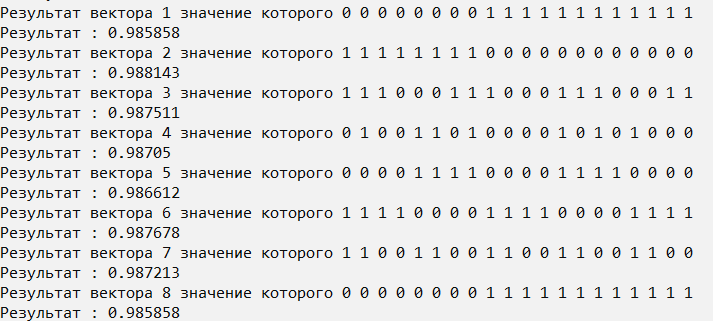 Результат вектора 1 значение которого 0 0 0 0 0 0 0 0 1 1 1 1 1 1 1 1 1 1 1 1
Результат : 0.985858
Результат вектора 2 значение которого 1 1 1 1 1 1 1 1 0 0 0 0 0 0 0 0 0 0 0 0
Результат : 0.988143
Результат вектора 3 значение которого 1 1 1 0 0 0 1 1 1 0 0 0 1 1 1 0 0 0 1 1
Результат : 0.987511
Результат вектора 4 значение которого 0 1 0 0 1 1 0 1 0 0 0 0 1 0 1 0 1 0 0 0
Результат : 0.98705
Результат вектора 5 значение которого 0 0 0 0 1 1 1 1 0 0 0 0 1 1 1 1 0 0 0 0
Результат : 0.986612
Результат вектора 6 значение которого 1 1 1 1 0 0 0 0 1 1 1 1 0 0 0 0 1 1 1 1
Результат : 0.987678
Результат вектора 7 значение которого 1 1 0 0 1 1 0 0 1 1 0 0 1 1 0 0 1 1 0 0
Результат : 0.987213
Результат вектора 8 значение которого 0 0 0 0 0 0 0 0 1 1 1 1 1 1 1 1 1 1 1 1
Результат : 0.985858